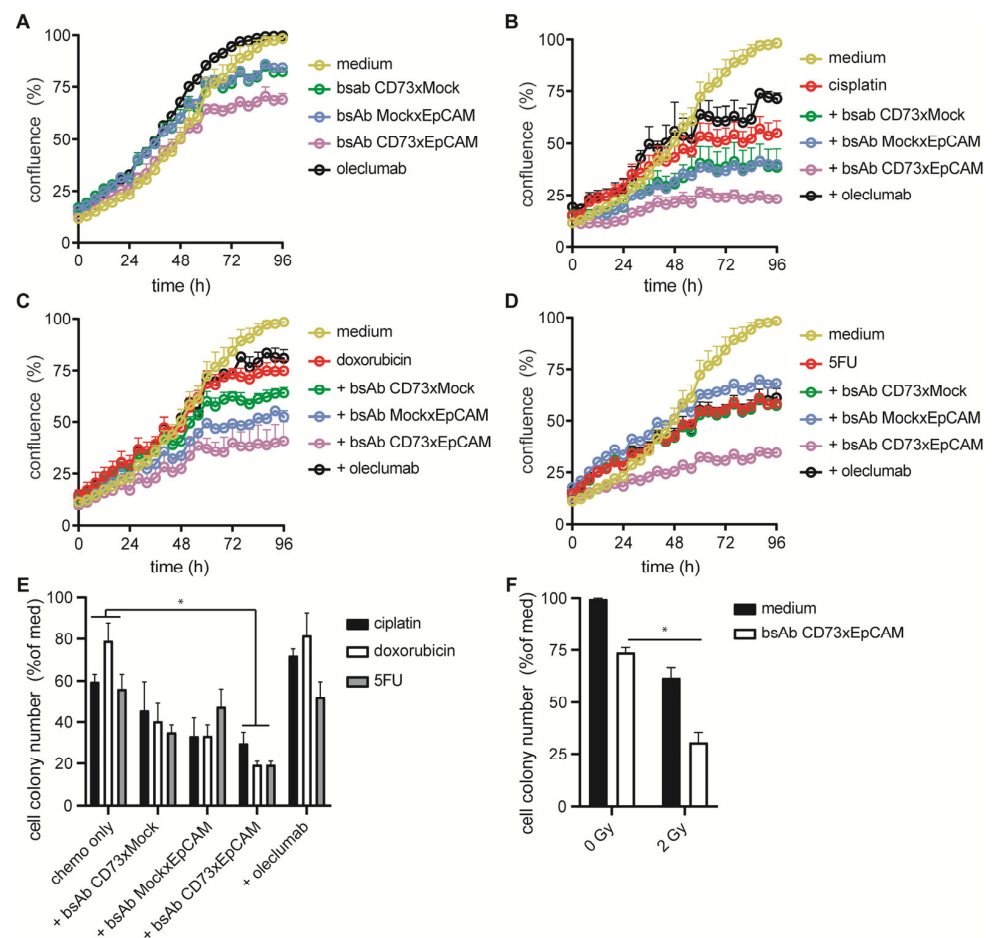 A
100
75
50
25
0
confluence (%)
0 24 48 72 96
time (h)
medium
bsab CD73xMock
bsAb MockxEpCAM
bsAb CD73xEpCAM
oleclumab
B
100
75
50
25
0
confluence (%)
0 24 48 72 96
time (h)
medium
cisplatin
+ bsab CD73xMock
+ bsAb MockxEpCAM
+ bsAb CD73xEpCAM
+ oleclumab
C
100
75
50
25
0
confluence (%)
0 24 48 72 96
time (h)
medium
doxorubicin
+ bsAb CD73xMock
+ bsAb MockxEpCAM
+ bsAb CD73xEpCAM
+ oleclumab
D
100
75
50
25
0
confluence (%)
0 24 48 72 96
time (h)
medium
5FU
+ bsAb CD73xMock
+ bsAb MockxEpCAM
+ bsAb CD73xEpCAM
+ oleclumab
E
100
80
60
40
20
0
cell colony number (%of med)
*
ciplatin
doxorubicin
5FU
chemo only
+ bsAb CD73xMock
+ bsAb MockxEpCAM
+ bsAb CD73xEpCAM
+ oleclumab
F
100
75
50
25
0
cell colony number (%of med)
*
medium
bsAb CD73xEpCAM
0 Gy
2 Gy